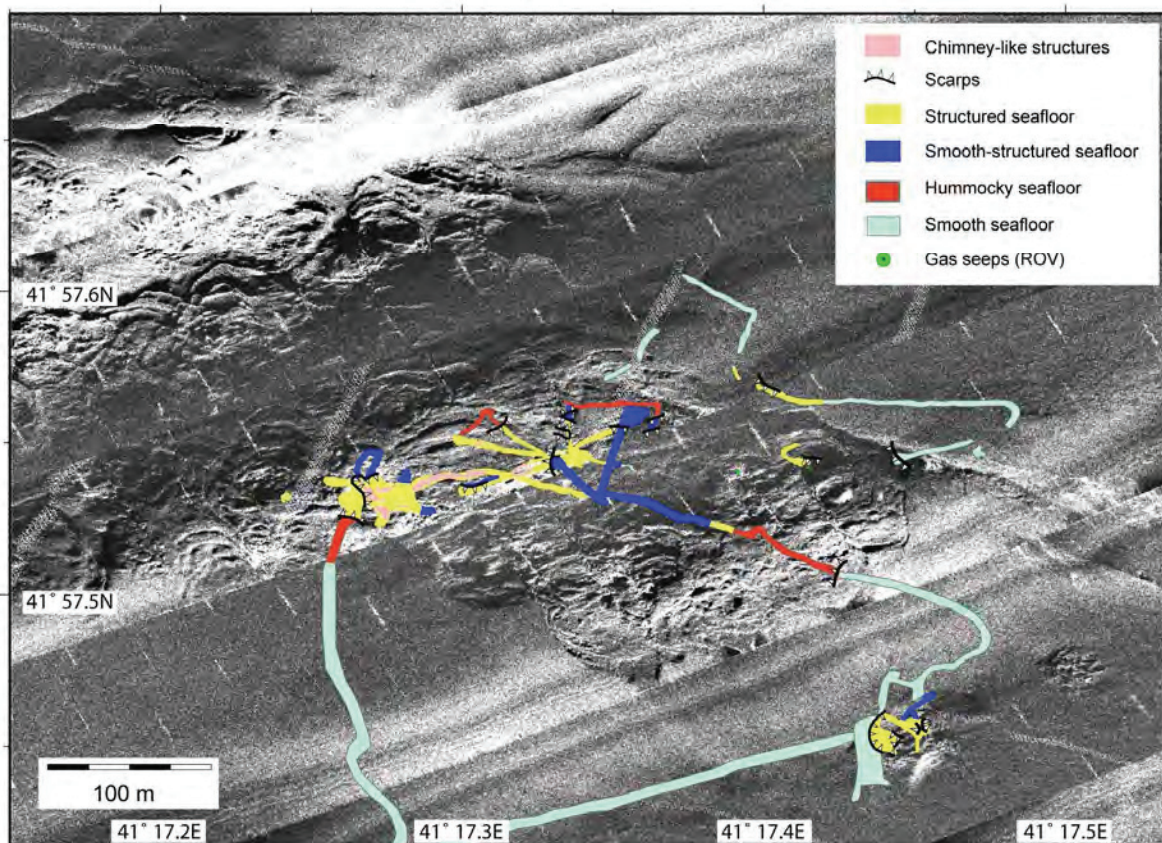 Chimney-like structures
Scarps
Structured seafloor
Smooth-structured seafloor
Hummocky seafloor
Smooth seafloor
Gas seeps (ROV)
41° 57.6N
41° 57.5N
100 m
41° 17.2E
41° 17.3E
41° 17.4E
41° 17.5E